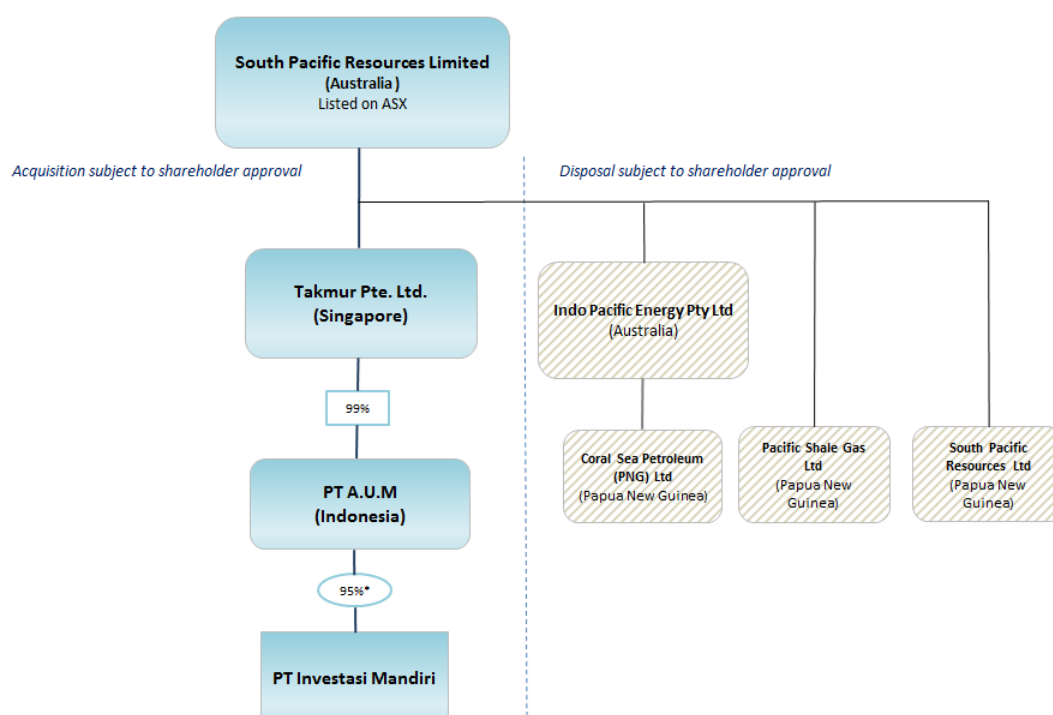 South Pacific Resources Limited
(Australia )
Listed on ASX
Acquisition subject to shareholder approval
Disposal subject to shareholder approval
Takmur Pte. Ltd.
(Singapore)
Indo Pacific Energy Pty Ltd
(Australia)
99%
Coral Sea Petroleum
(PNG) Ltd
(Papua New Guinea)
Pacific Shale Gas
Ltd
(Papua New
Guinea)
South Pacific
Resources Ltd
(Papua New
Guinea)
PT A.U.M
(Indonesia)
95%*
PT Investasi Mandiri